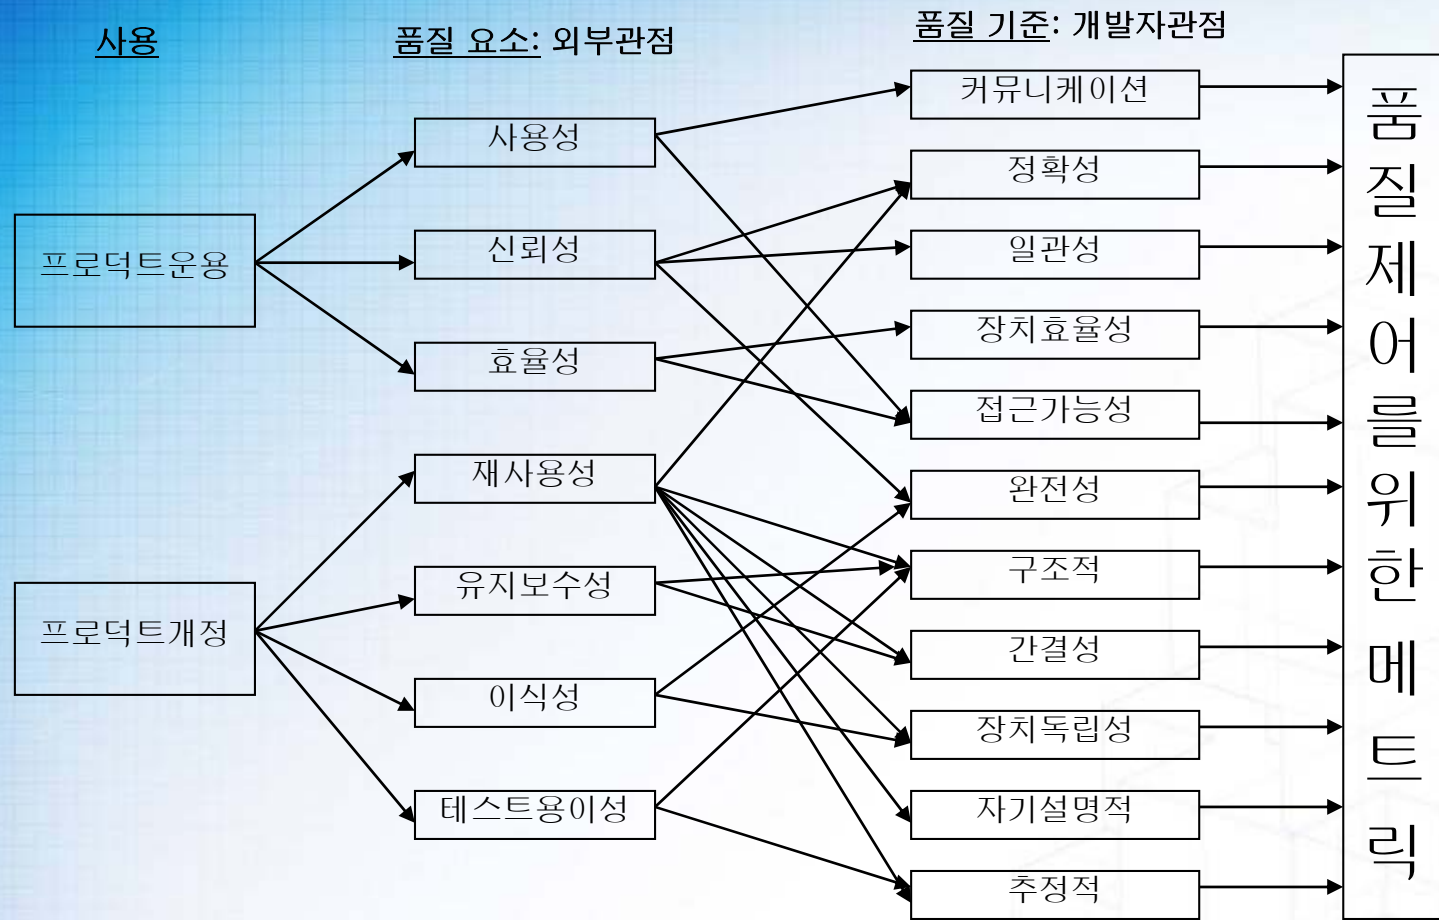 사용
품질 요소: 외부관점
품질 기준: 개발자관점
프로덕트운용
프로덕트개정
사용성
신뢰성
효율성
재사용성
유지보수성
이식성
테스트용이성
커뮤니케이션
정확성
일관성
장치효율성
접근가능성
완전성
구조적
간결성
장치독립성
자기설명적
추정적
품질제어를위한메트릭